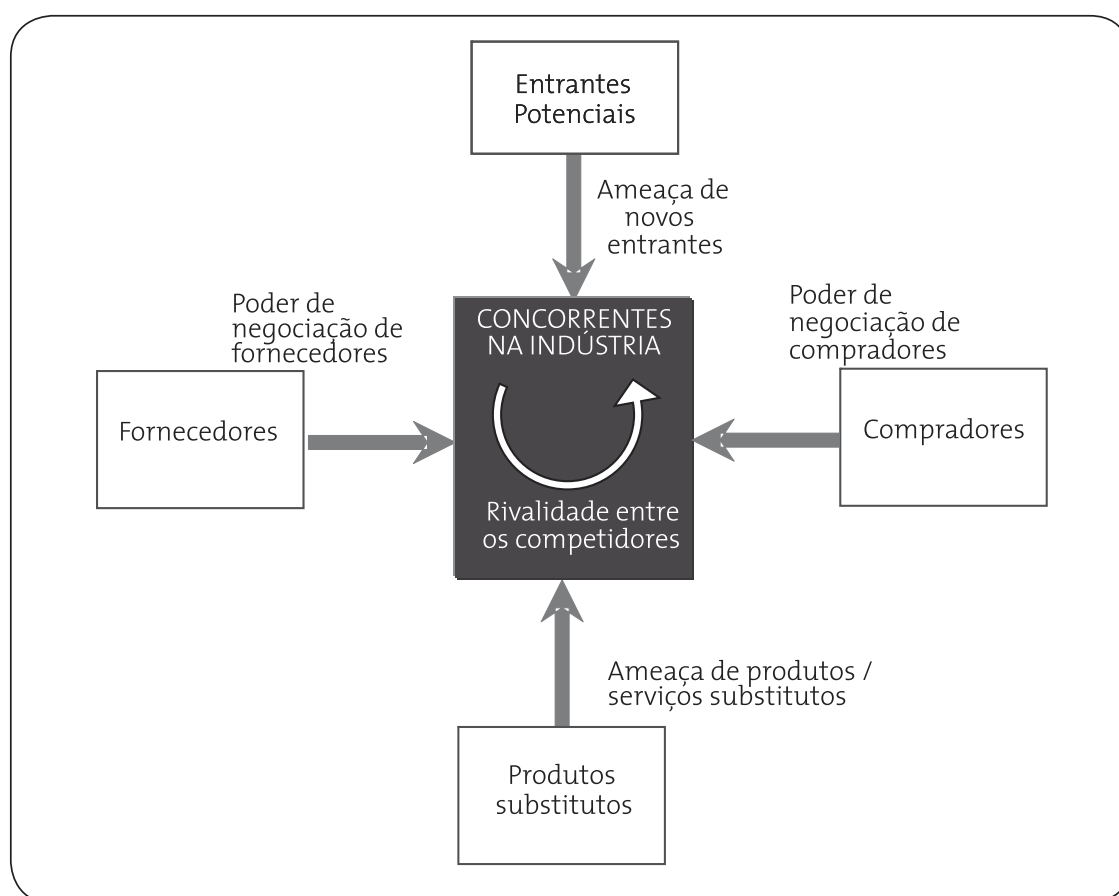 Entrantes
Potenciais
Ameaça de
novos
entrantes
Poder de
negociação de
fornecedores
Fornecedores
CONCORRENTES
NA INDÚSTRIA
Rivalidade entre
os competidores
Poder de
negociação de
compradores
Compradores
Ameaça de produtos /
serviços substitutos
Produtos
substitutos